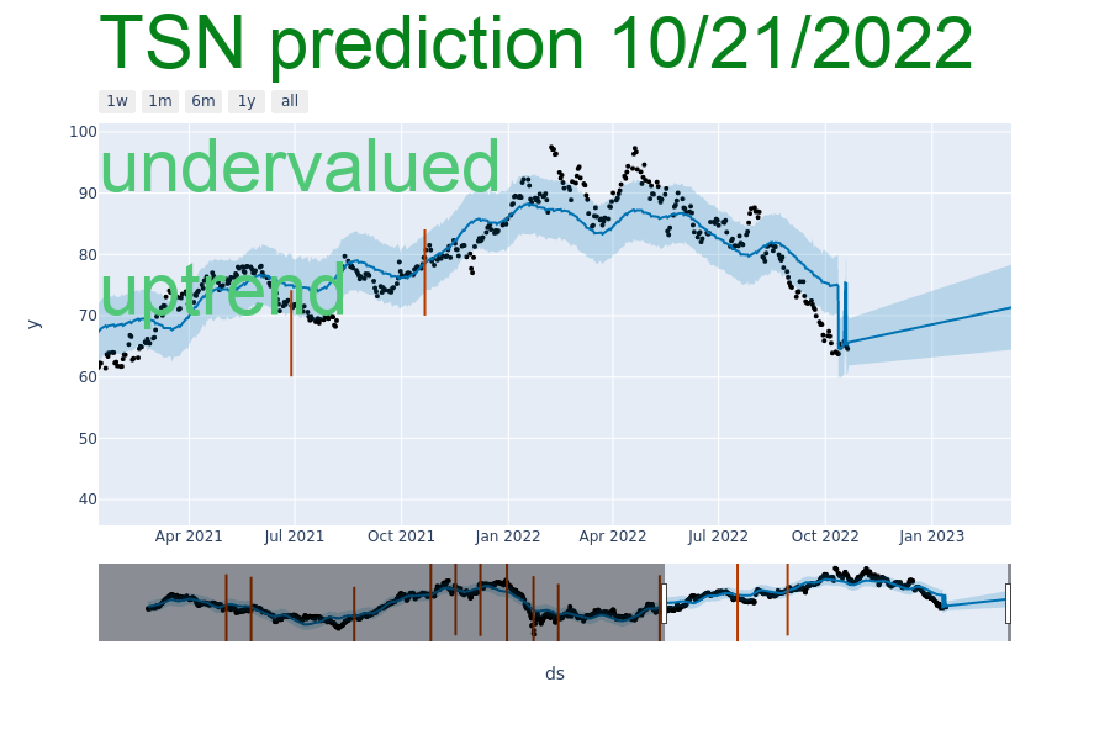 TSN prediction 10/21/2022
1w 1m 6m 1y all
100
undervalued
90
80
uptrend
70
y
60
50
40
Apr 2021 Jul 2021 Oct 2021 Jan 2022 Apr 2022 Jul 2022 Oct 2022 Jan 2023
ds